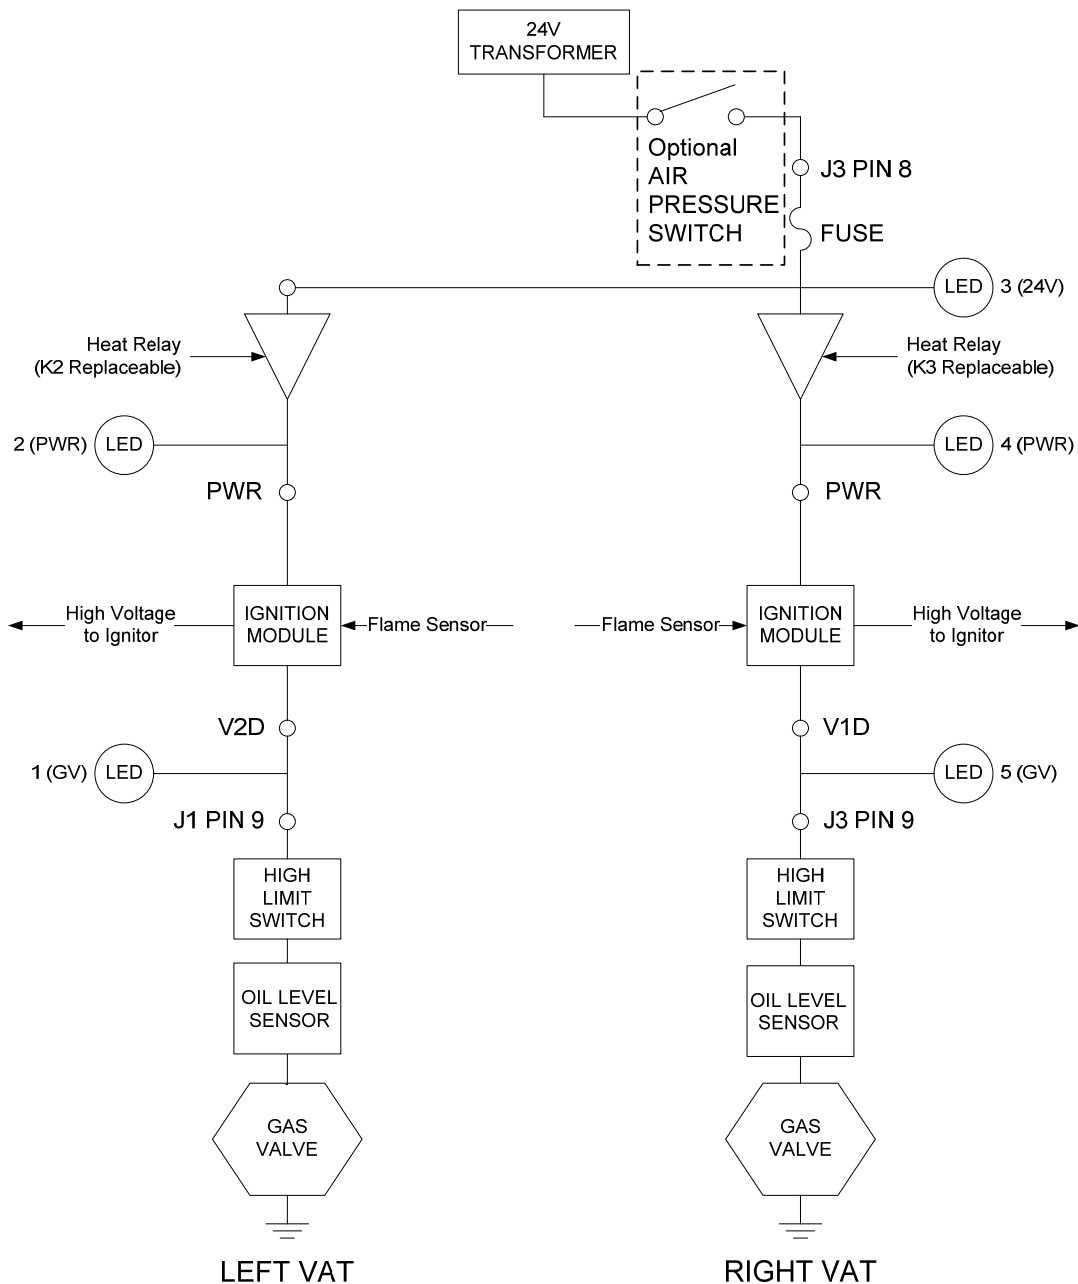 24V
TRANSFORMER
Optional
AIR
PRESSURE
SWITCH
J3 PIN 8
FUSE
LED
3 (24V)
Heat Relay
(K2 Replaceable)
Heat Relay
(K3 Replaceable)
2 (PWR)
LED
LED
4 (PWR)
PWR
PWR
High Voltage
to Ignitor
IGNITION
MODULE
Flame Sensor
Flame Sensor
IGNITION
MODULE
High Voltage
to Ignitor
V2D
V1D
1 (GV)
LED
LED
5 (GV)
J1 PIN 9
J3 PIN 9
HIGH
LIMIT
SWITCH
HIGH
LIMIT
SWITCH
OIL LEVEL
SENSOR
OIL LEVEL
SENSOR
GAS
VALVE
GAS
VALVE
LEFT VAT
RIGHT VAT